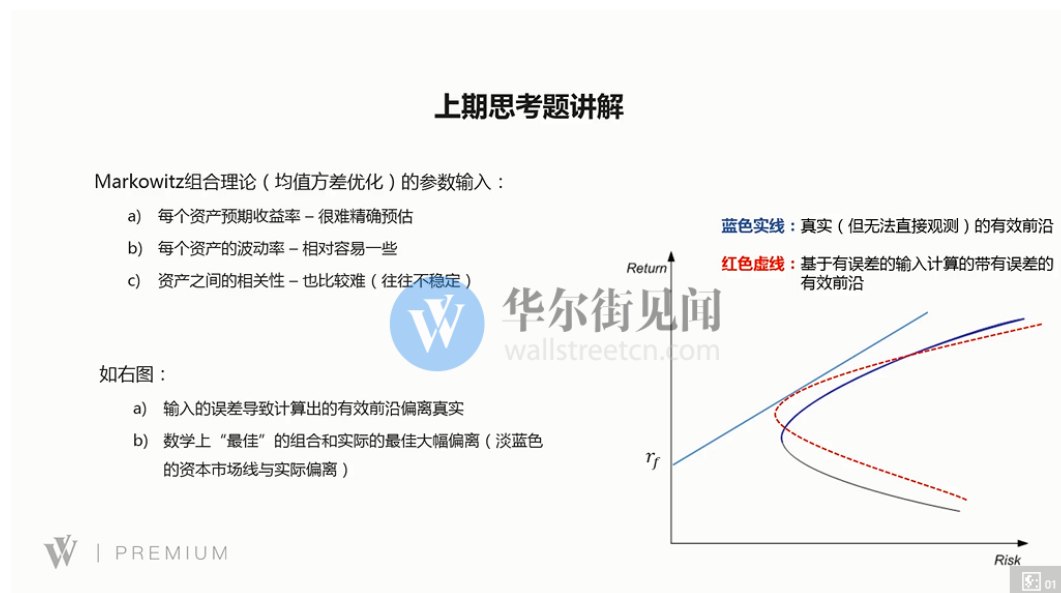 上期思考题讲解
Markowitz组合理论（均值方差优化）的参数输入：
a) 每个资产预期收益率 – 很难精确预估
b) 每个资产的波动率 – 相对容易一些
c) 资产之间的相关性 – 也比较难（往往不稳定）
如右图：
a) 输入的误差导致计算出的有效前沿偏离真实
b) 数学上“最佳”的组合和实际的最佳大幅偏离（淡蓝色
的资本市场线与实际偏离）
蓝色实线：真实（但无法直接观测）的有效前沿
红色虚线：基于有误差的输入计算的带有误差的
有效前沿
Return
r_f
Risk
华尔街见闻
wallstreetcn.com
PREMIUM
01